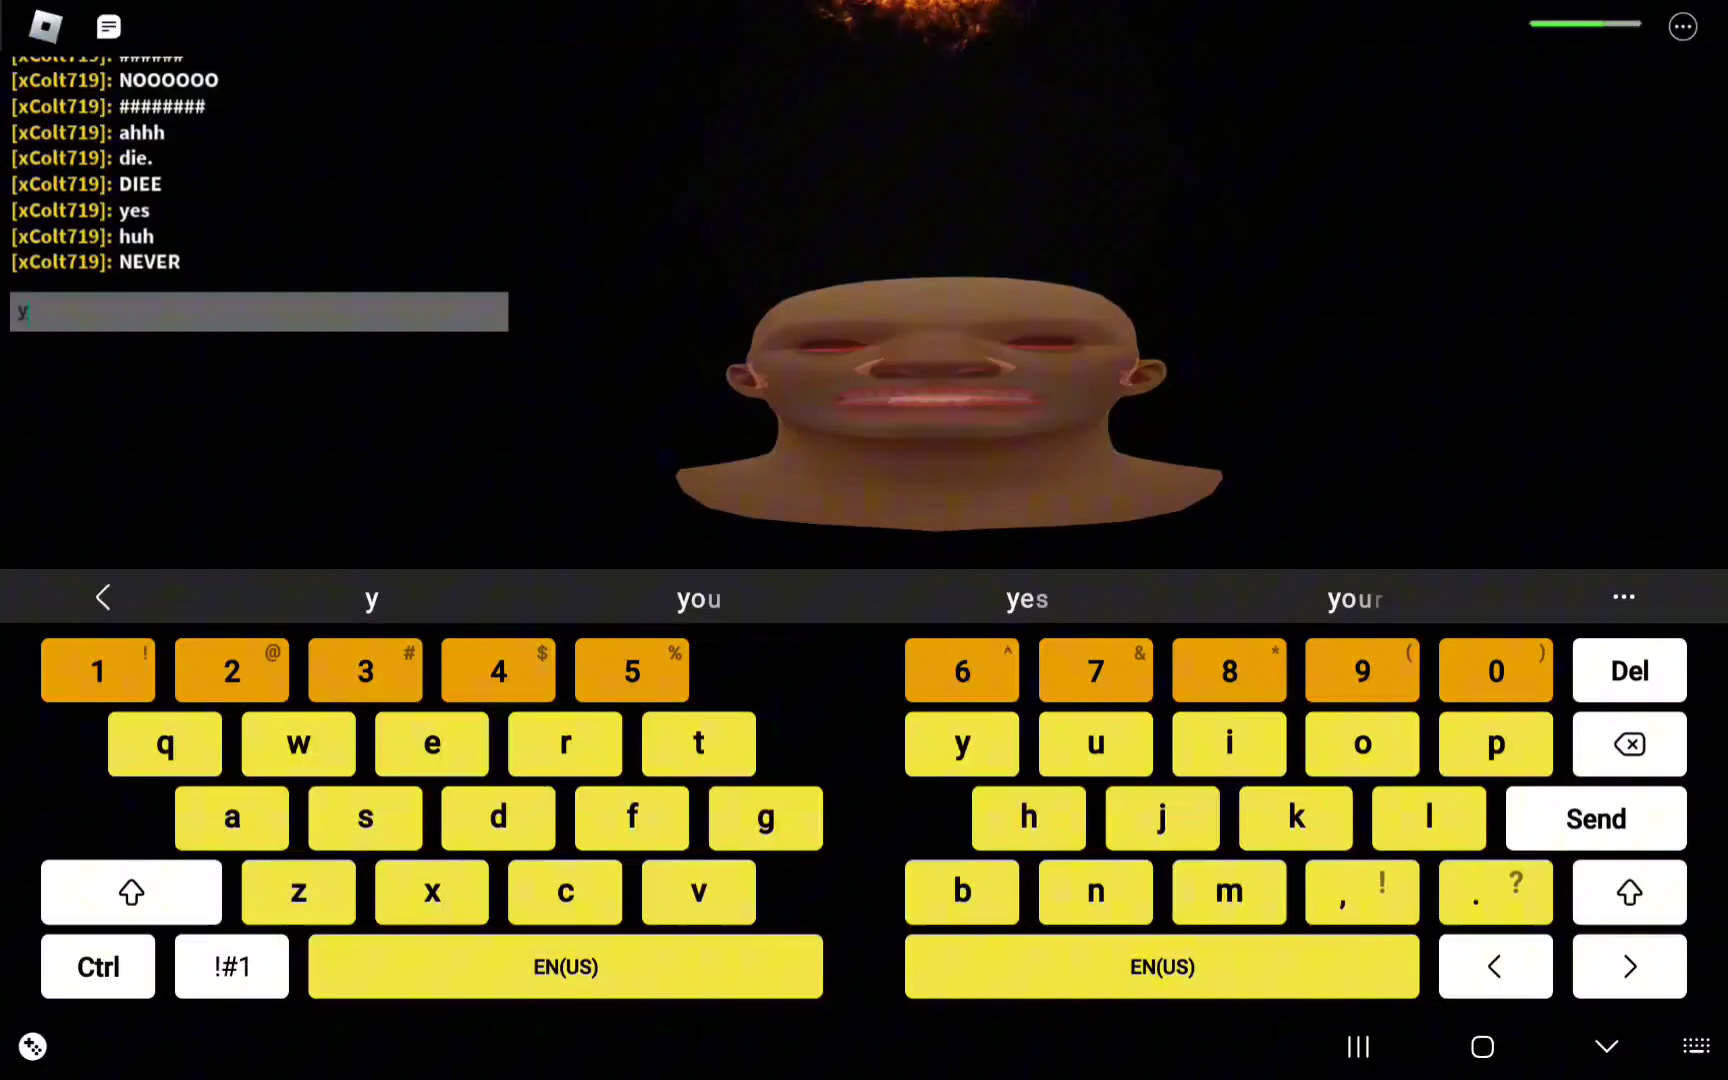 [xColt719]: ######
[xColt719]: NOOOOOO
[xColt719]: ########
[xColt719]: ahhh
[xColt719]: die.
[xColt719]: DIEE
[xColt719]: yes
[xColt719]: huh
[xColt719]: NEVER
y
y you yes your ...
1 ! 2 @ 3 # 4 $ 5 % 6 ^ 7 & 8 * 9 ( 0 ) Del
q w e r t y u i o p
a s d f g h j k l Send
z x c v b n m , ! . ?
Ctrl !#1 EN(US) EN(US) < >